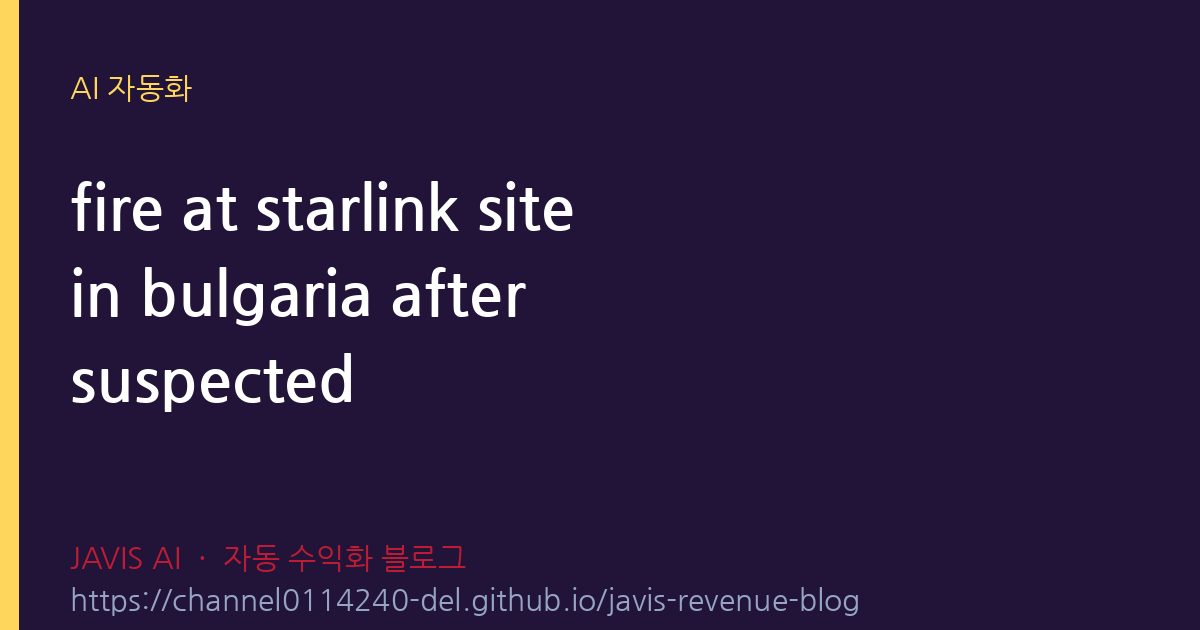 AI 자동화
fire at starlink site
in bulgaria after
suspected
JAVIS AI · 자동 수익화 블로그
https://channel0114240-del.github.io/javis-revenue-blog